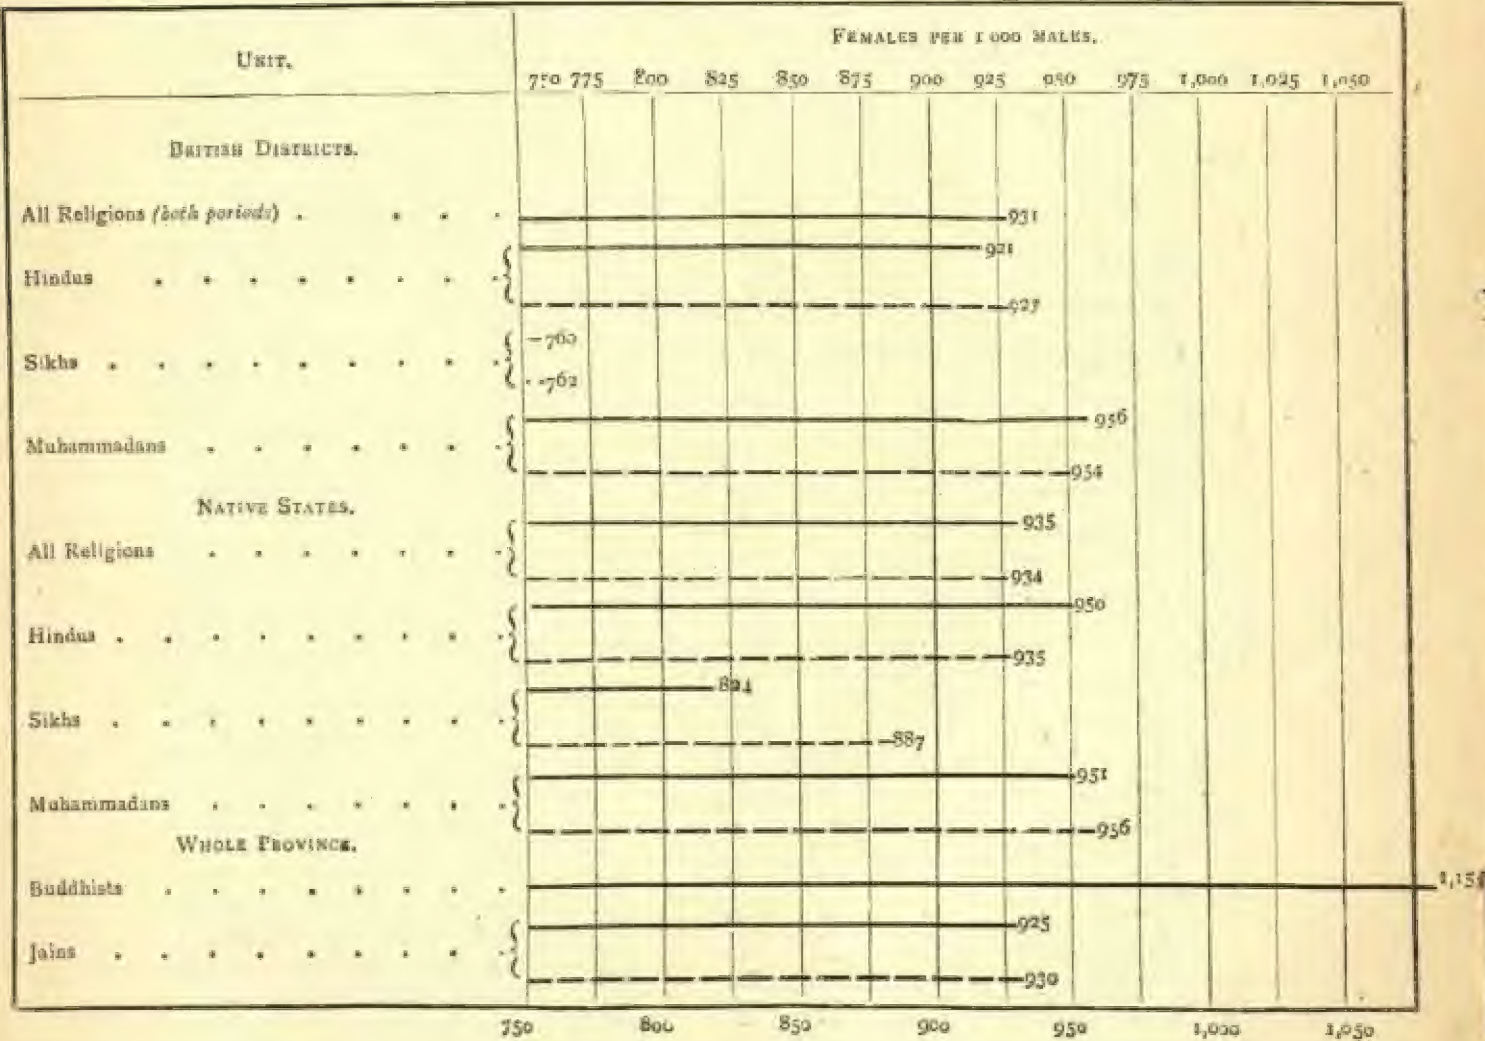 UNIT.
FEMALES PER 1 000 MALES.
750 775 800 825 850 875 900 925 950 975 1,000 1,025 1,050
BRITISH DISTRICTS.
All Religions (both periods) . . . . 931
921
Hindus . . . . . . . .
927
760
Sikhs . . . . . . . . .
762
956
Muhammadans . . . . . . .
954
NATIVE STATES.
935
All Religions . . . . . . .
934
950
Hindus . . . . . . . . .
935
824
Sikhs . . . . . . . . .
887
951
Muhammadans . . . . . . .
956
WHOLE PROVINCE.
Buddhists . . . . . . . .
925
Jains . . . . . . . . .
930
750 800 850 900 950 1,000 1,050